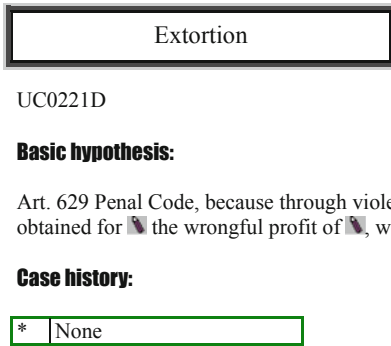 Extortion
UC0221D
Basic hypothesis:
Art. 629 Penal Code, because through
obtained for the wrongful profit of
Case history:
* None